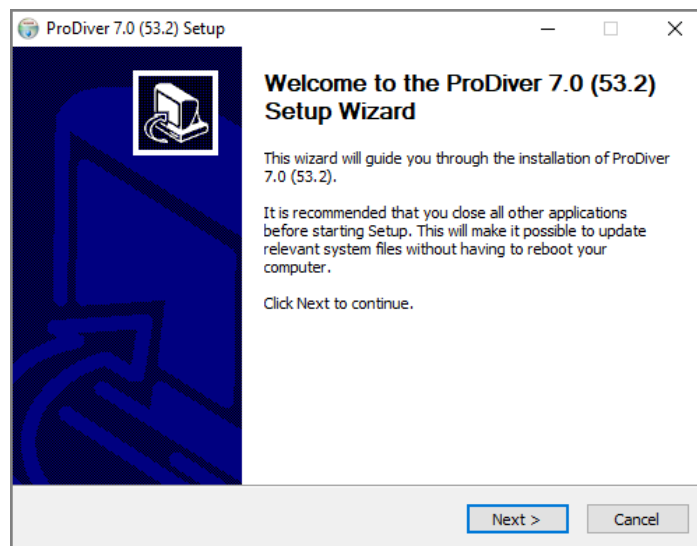 ProDiver 7.0 (53.2) Setup
Welcome to the ProDiver 7.0 (53.2)
Setup Wizard
This wizard will guide you through the installation of ProDiver
7.0 (53.2).
It is recommended that you close all other applications
before starting Setup. This will make it possible to update
relevant system files without having to reboot your
computer.
Click Next to continue.
Next >
Cancel